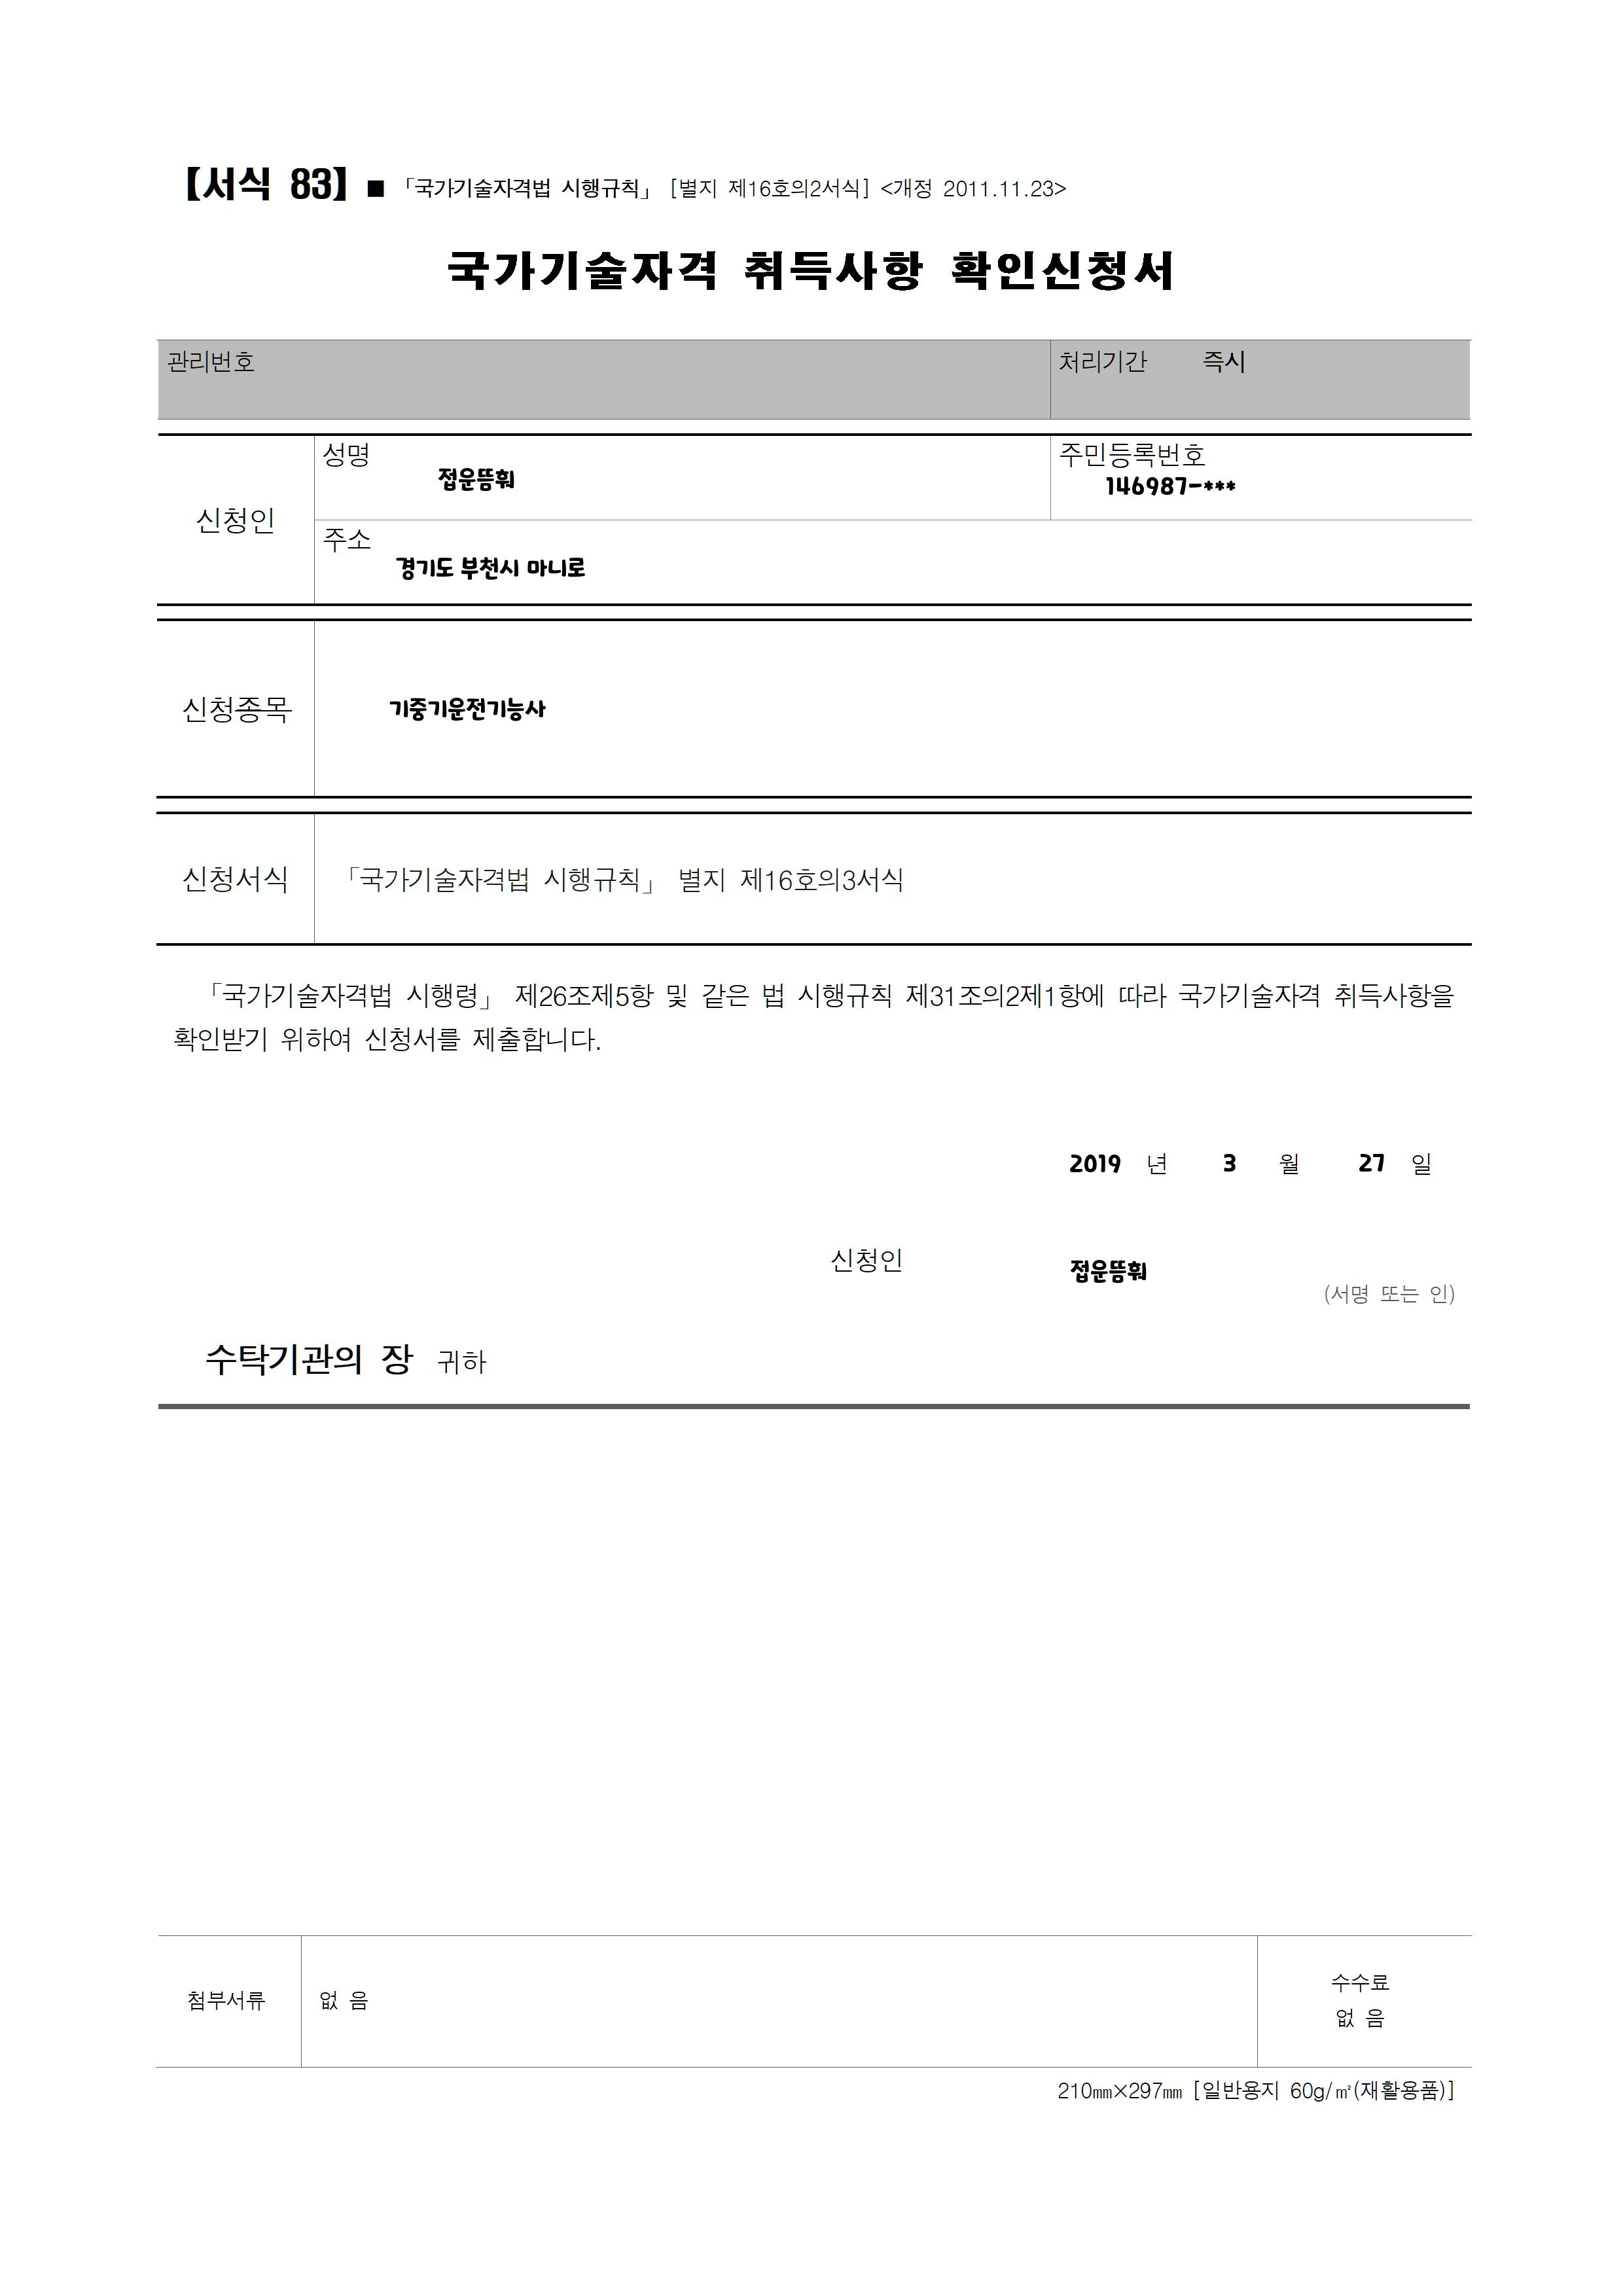 【서식 83】 ■ 「국가기술자격법 시행규칙」 [별지 제16호의2서식] <개정 2011.11.23>
국가기술자격 취득사항 확인신청서
관리번호
처리기간 즉시
신청인
성명
접운뜸훠
주민등록번호
146987-***
주소
경기도 부천시 마니로
신청종목
기중기운전기능사
신청서식
「국가기술자격법 시행규칙」 별지 제16호의3서식
「국가기술자격법 시행령」 제26조제5항 및 같은 법 시행규칙 제31조의2제1항에 따라 국가기술자격 취득사항을
확인받기 위하여 신청서를 제출합니다.
2019 년 3 월 27 일
신청인 접운뜸훠
(서명 또는 인)
수탁기관의 장 귀하
첨부서류
없 음
수수료
없 음
210㎜×297㎜ [일반용지 60g/㎡(재활용품)]